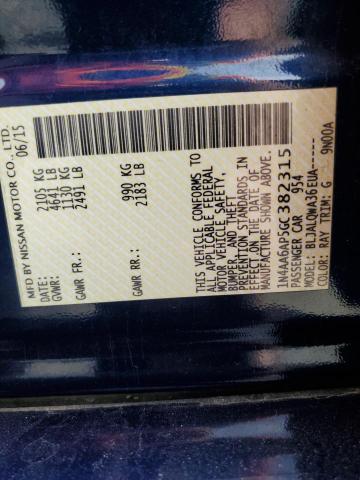 MFD BY NISSAN MOTOR CO., LTD.
DATE: 06/15
GVWR: 2105 KG
4641 LB
GAWR FR: 1130 KG
2491 LB
GAWR RR: 990 KG
2183 LB
THIS VEHICLE CONFORMS TO
ALL APPLICABLE FEDERAL
MOTOR VEHICLE SAFETY,
BUMPER, AND THEFT
PREVENTION STANDARDS IN
EFFECT ON THE DATE OF
MANUFACTURE SHOWN ABOVE.
1N4AA6AP5GC382315
PASSENGER CAR 954
MODEL: BLJALQWA36EUA-----
COLOR: RAY TRIM: G 9N00A